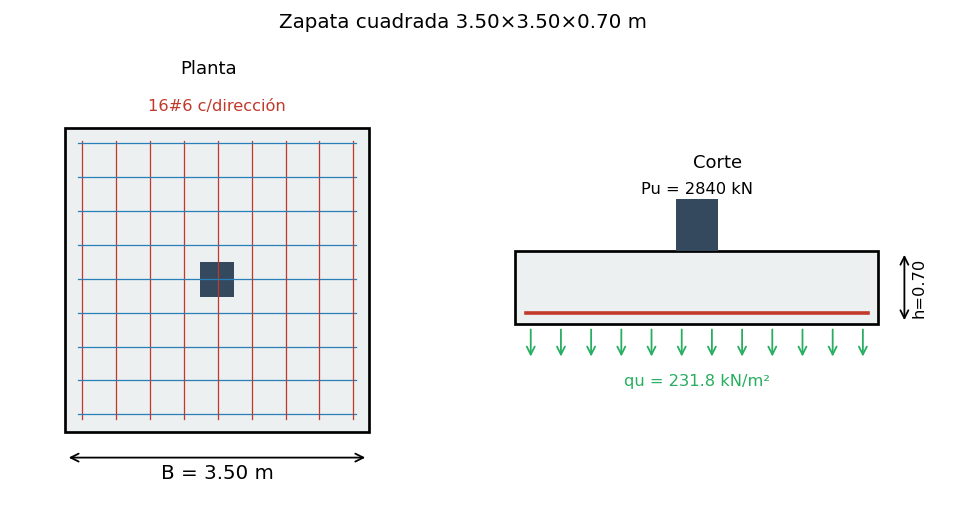 Zapata cuadrada 3.50×3.50×0.70 m
Planta
16#6 c/dirección
B = 3.50 m
Corte
Pu = 2840 kN
h=0.70
qu = 231.8 kN/m²